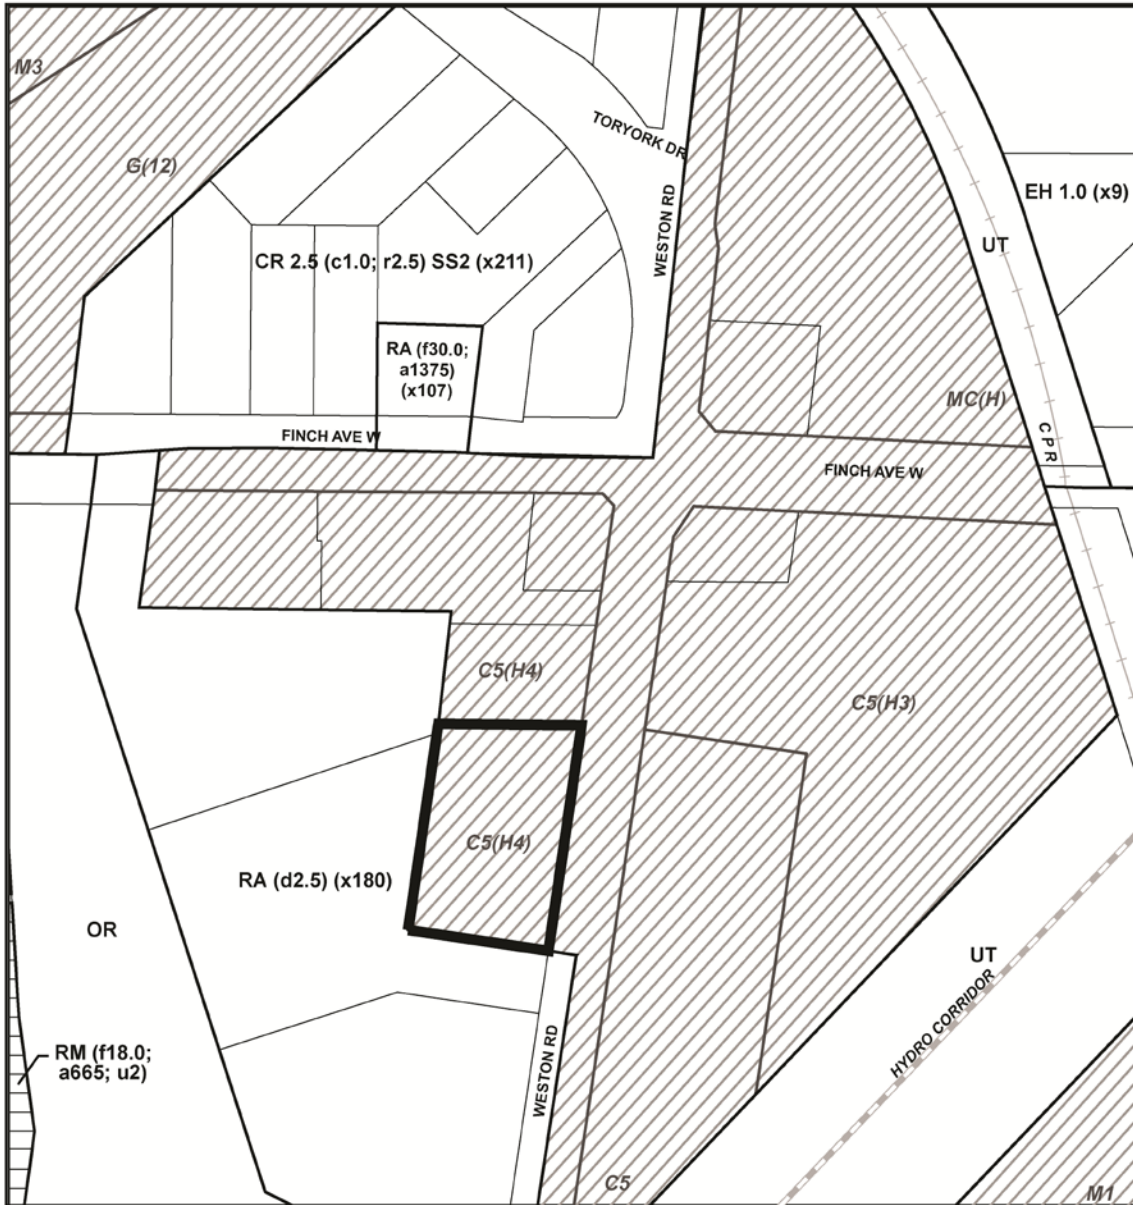 M3
G(12)
TORYORK DR
WESTON RD
EH 1.0 (x9)
UT
CR 2.5 (c1.0; r2.5) SS2 (x211)
RA (f30.0;
a1375)
(x107)
MC(H)
FINCH AVE W
CPR
FINCH AVE W
C5(H4)
C5(H3)
C5(H4)
RA (d2.5) (x180)
OR
UT
HYDRO CORRIDOR
RM (f18.0;
a665; u2)
WESTON RD
C5
M1